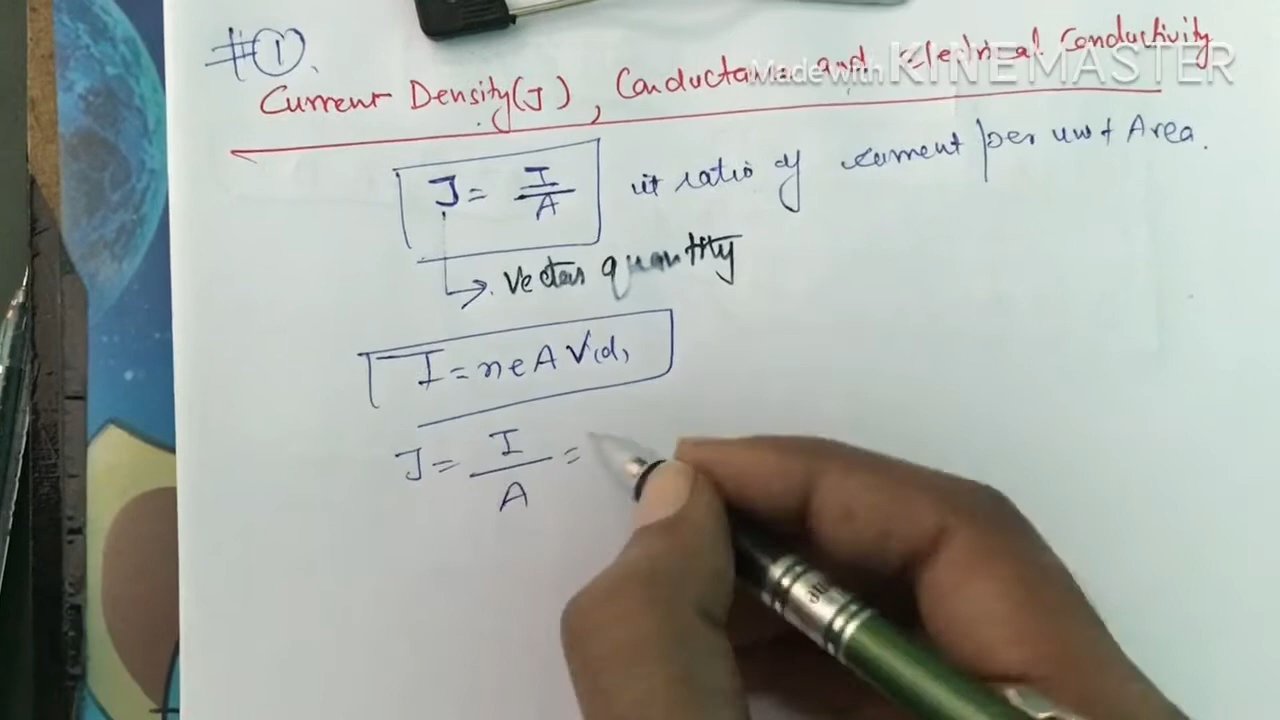 #①.
Current Density(J), Conductance and Electrical Conductivity
Made with KINEMASTER
J = I/A it ratio of current per unit Area.
→ Vector quantity
I = neAV(d)
J = I/A =